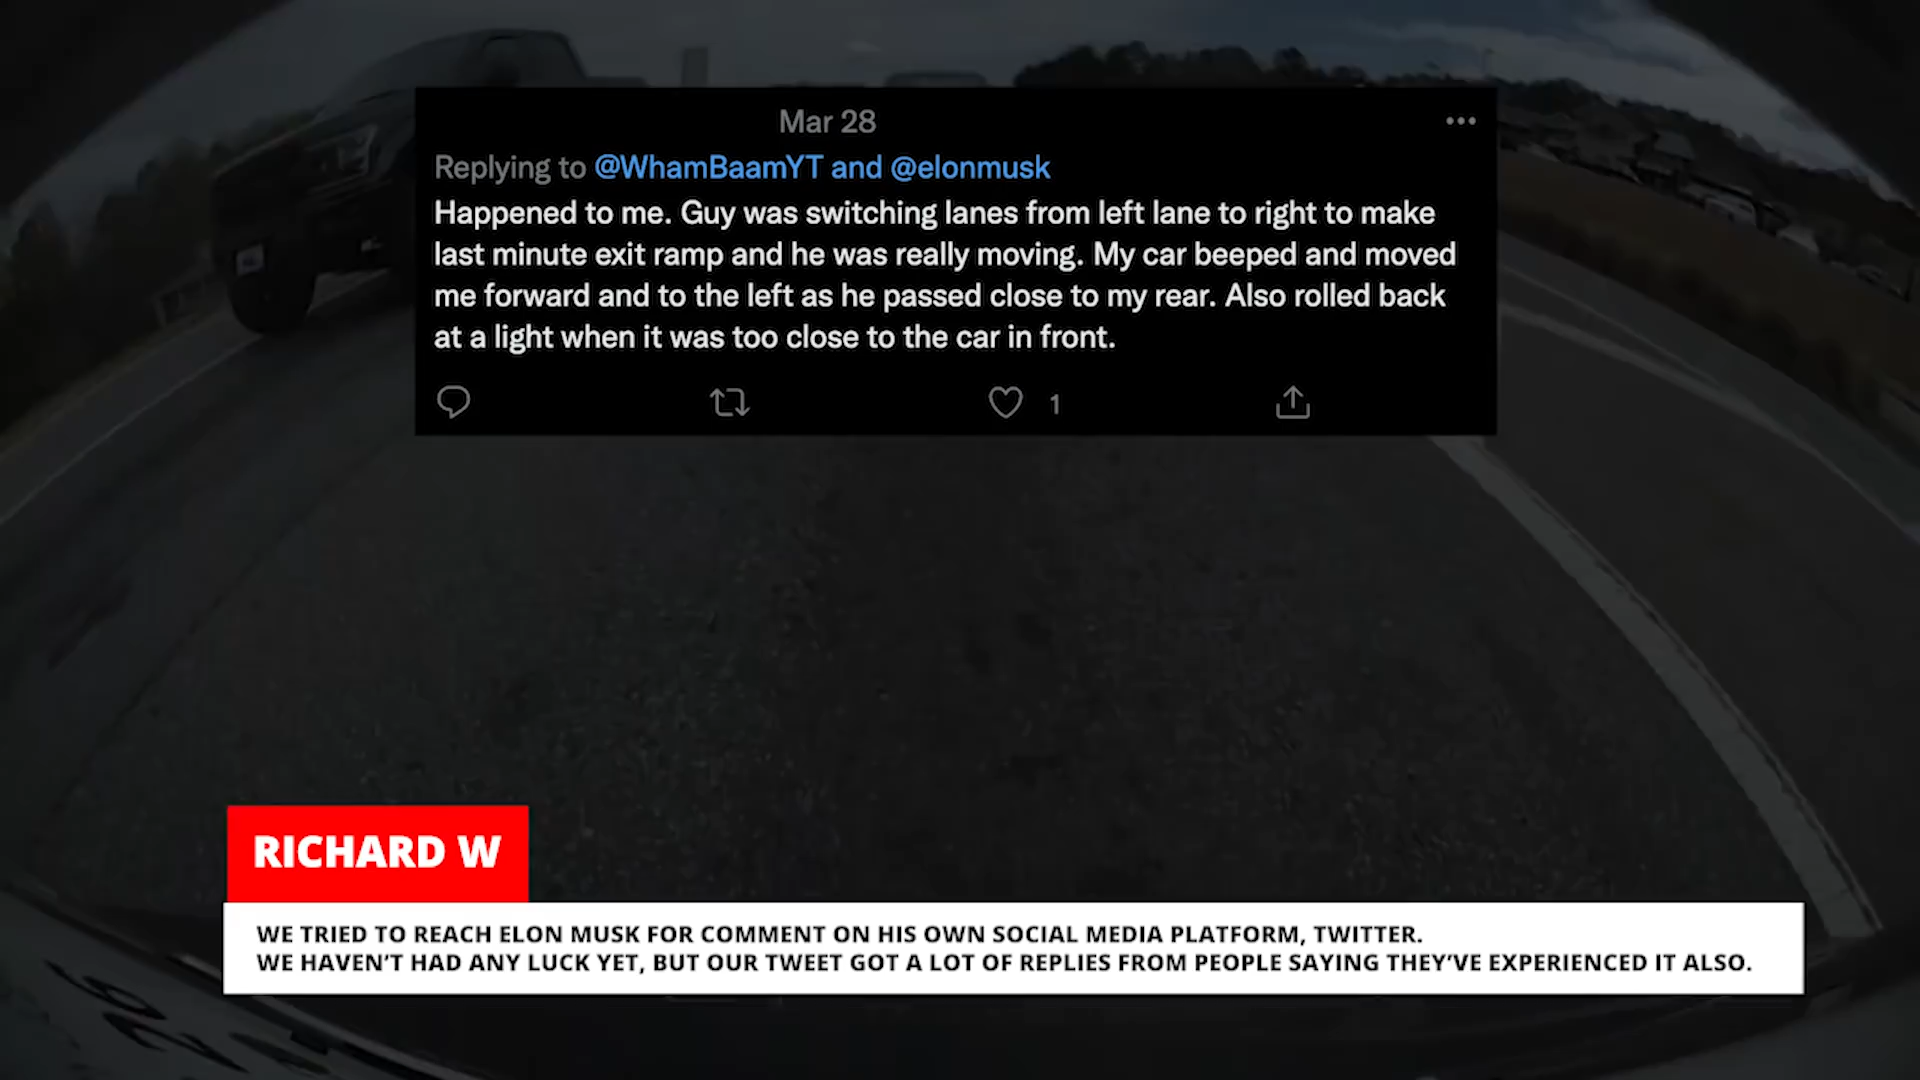 Mar 28
Replying to @WhamBaamYT and @elonmusk
Happened to me. Guy was switching lanes from left lane to right to make
last minute exit ramp and he was really moving. My car beeped and moved
me forward and to the left as he passed close to my rear. Also rolled back
at a light when it was too close to the car in front.
1
RICHARD W
WE TRIED TO REACH ELON MUSK FOR COMMENT ON HIS OWN SOCIAL MEDIA PLATFORM, TWITTER.
WE HAVEN'T HAD ANY LUCK YET, BUT OUR TWEET GOT A LOT OF REPLIES FROM PEOPLE SAYING THEY'VE EXPERIENCED IT ALSO.